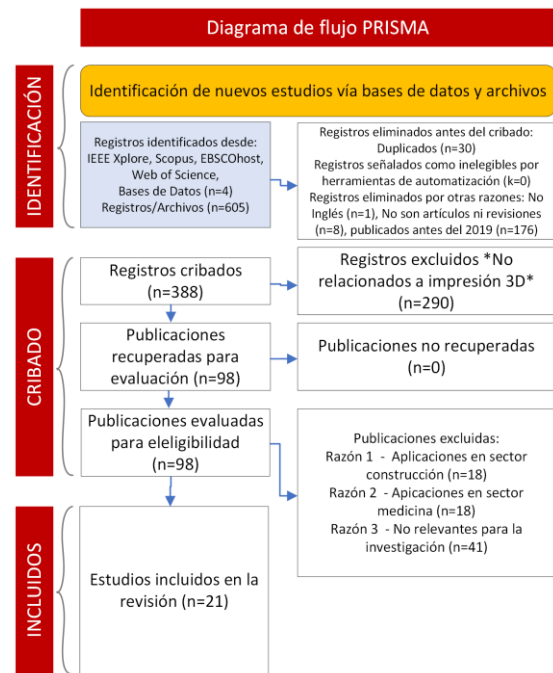 Diagrama de flujo PRISMA
IDENTIFICACIÓN
Identificación de nuevos estudios vía bases de datos y archivos
Registros identificados desde:
IEEE Xplore, Scopus, EBSCOhost,
Web of Science,
Bases de Datos (n=4)
Registros/Archivos (n=605)
Registros eliminados antes del cribado:
Duplicados (n=30)
Registros señalados como inelegibles por
herramientas de automatización (k=0)
Registros eliminados por otras razones: No
Inglés (n=1), No son artículos ni revisiones
(n=8), publicados antes del 2019 (n=176)
CRIBADO
Registros cribados
(n=388)
Registros excluidos *No
relacionados a impresión 3D*
(n=290)
Publicaciones
recuperadas para
evaluación (n=98)
Publicaciones no recuperadas
(n=0)
Publicaciones evaluadas
para eleligibilidad
(n=98)
Publicaciones excluidas:
Razón 1 - Aplicaciones en sector
construcción (n=18)
Razón 2 - Apicaciones en sector
medicina (n=18)
Razón 3 - No relevantes para la
investigación (n=41)
INCLUIDOS
Estudios incluidos en la
revisión (n=21)